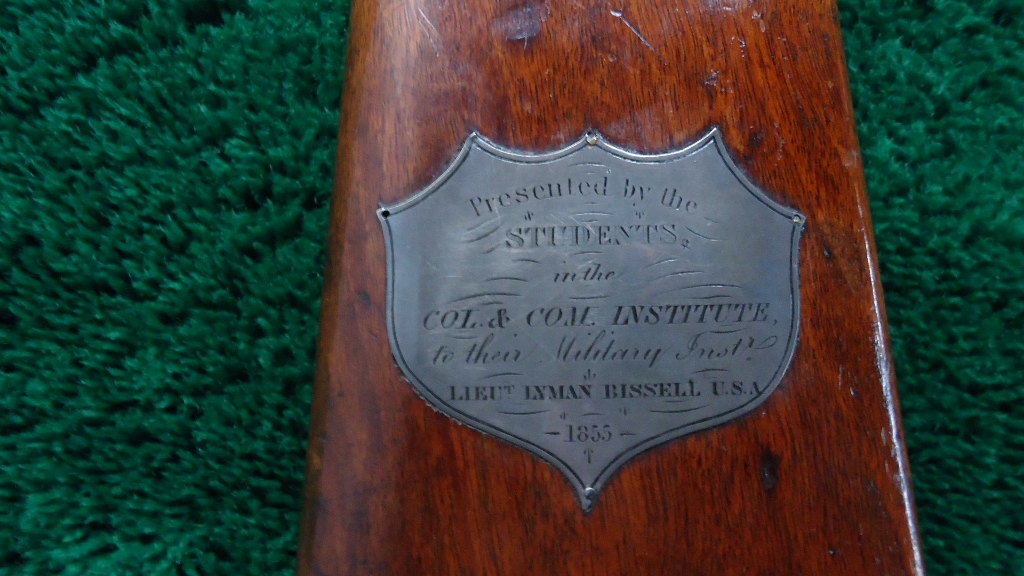 Presented by the
STUDENTS,
in the
COL. & COM. INSTITUTE,
to their Military Instr.
LIEUT LYMAN BISSELL U.S.A
- 1855 -